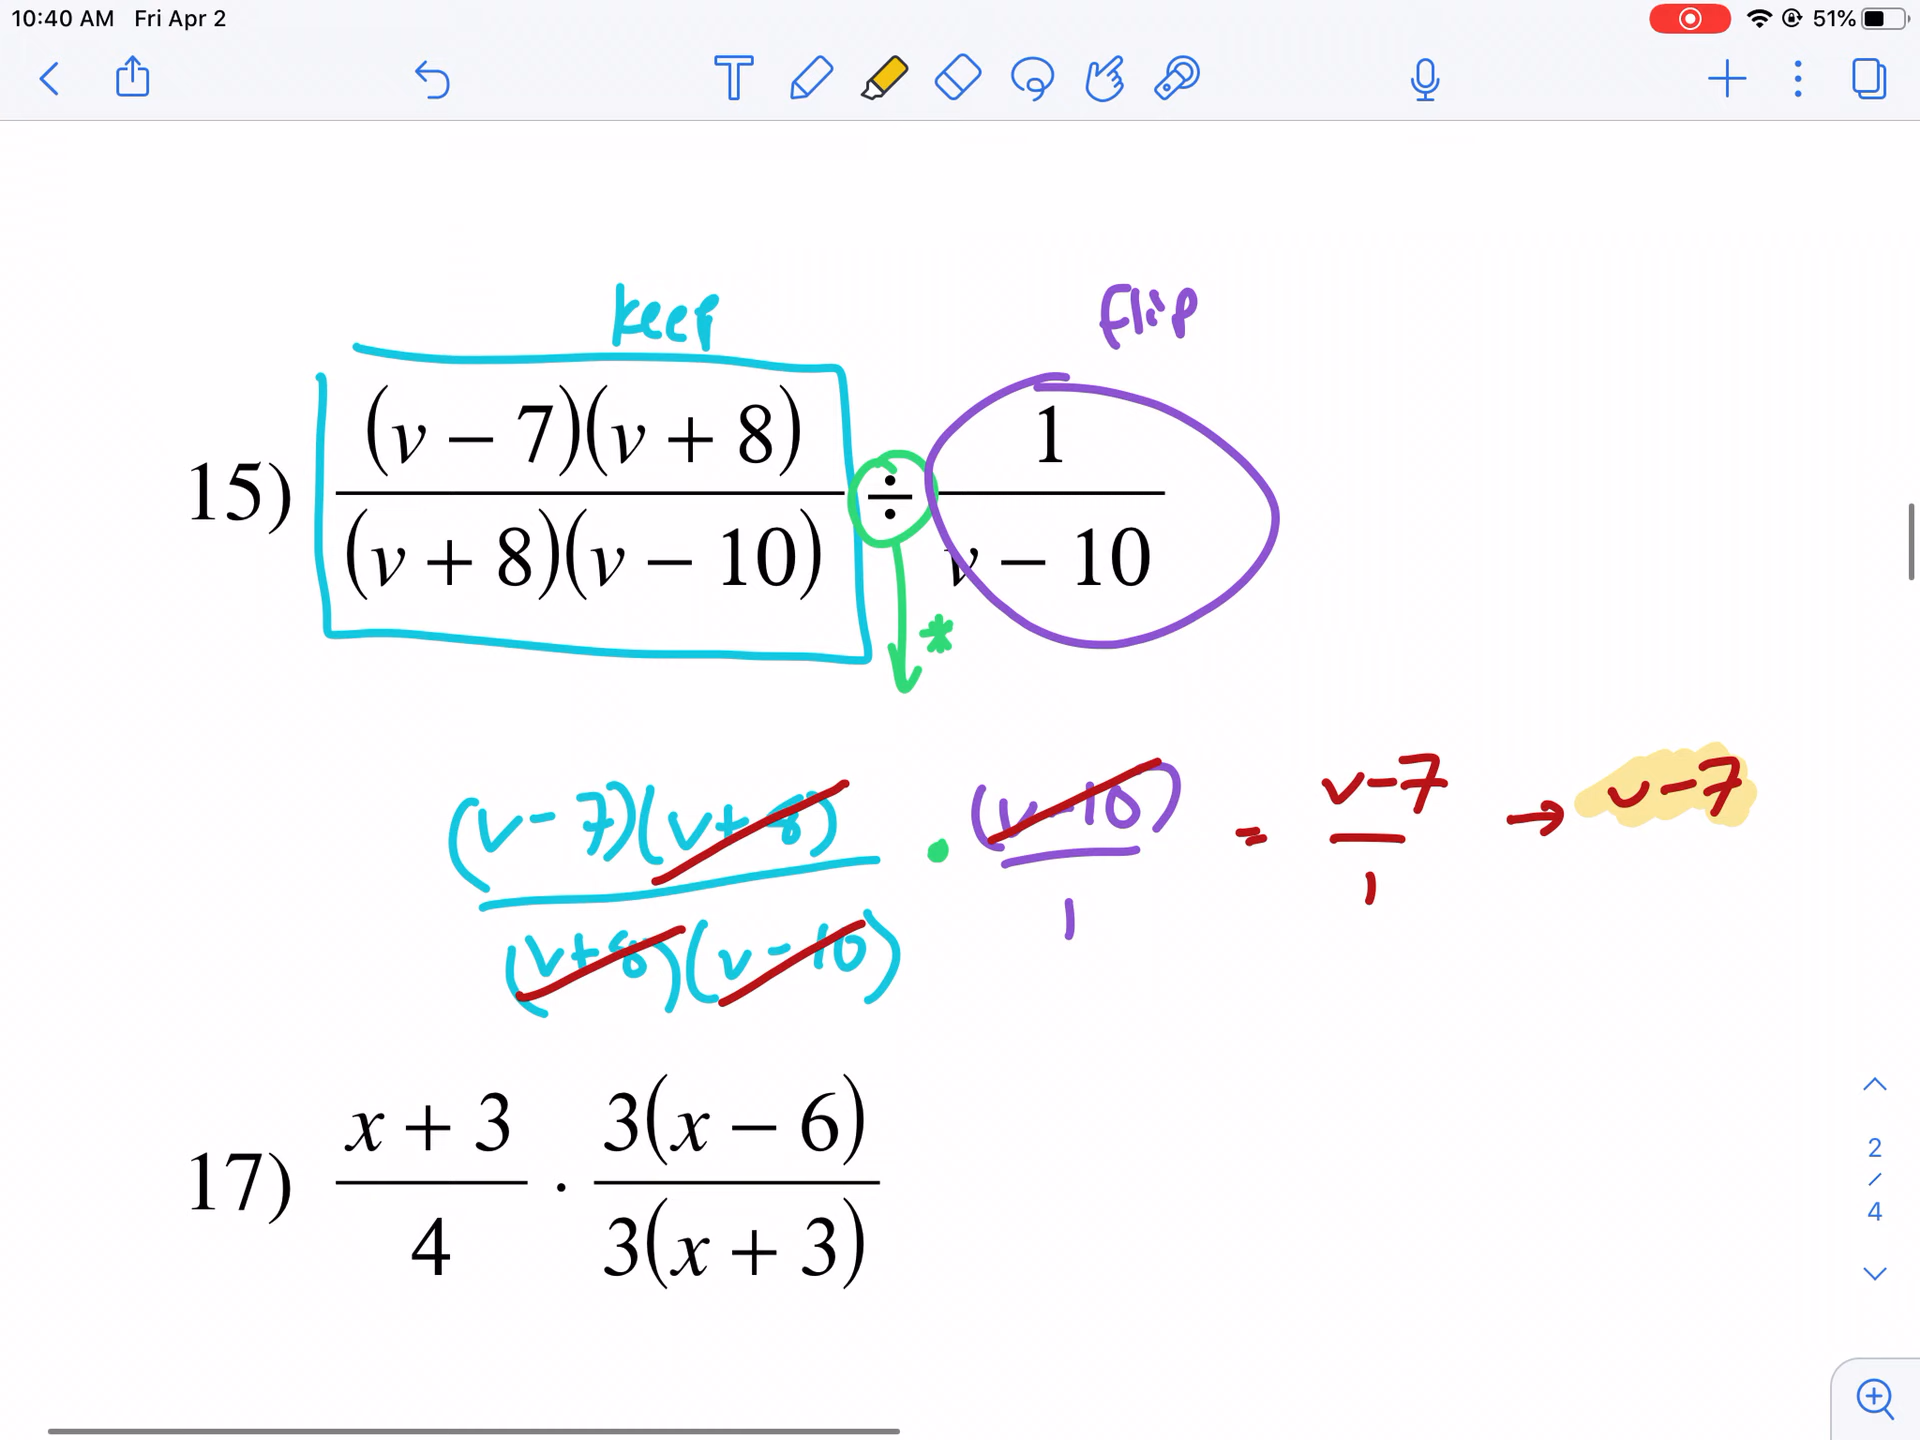 10:40 AM Fri Apr 2 51%
T
keep flip
15) (v − 7)(v + 8) / (v + 8)(v − 10) ÷ 1 / v − 10
*
(v-7)(v+8) / (v+8)(v-10) · (v-10) / 1 = v-7 / 1 → v-7
17) x + 3 / 4 · 3(x − 6) / 3(x + 3)
2 / 4